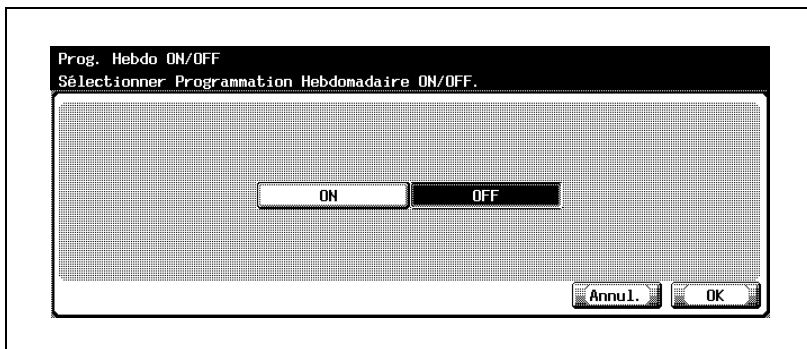 Prog. Hebdo ON/OFF
Sélectionner Programmation Hebdomadaire ON/OFF.
ON OFF
Annul. OK